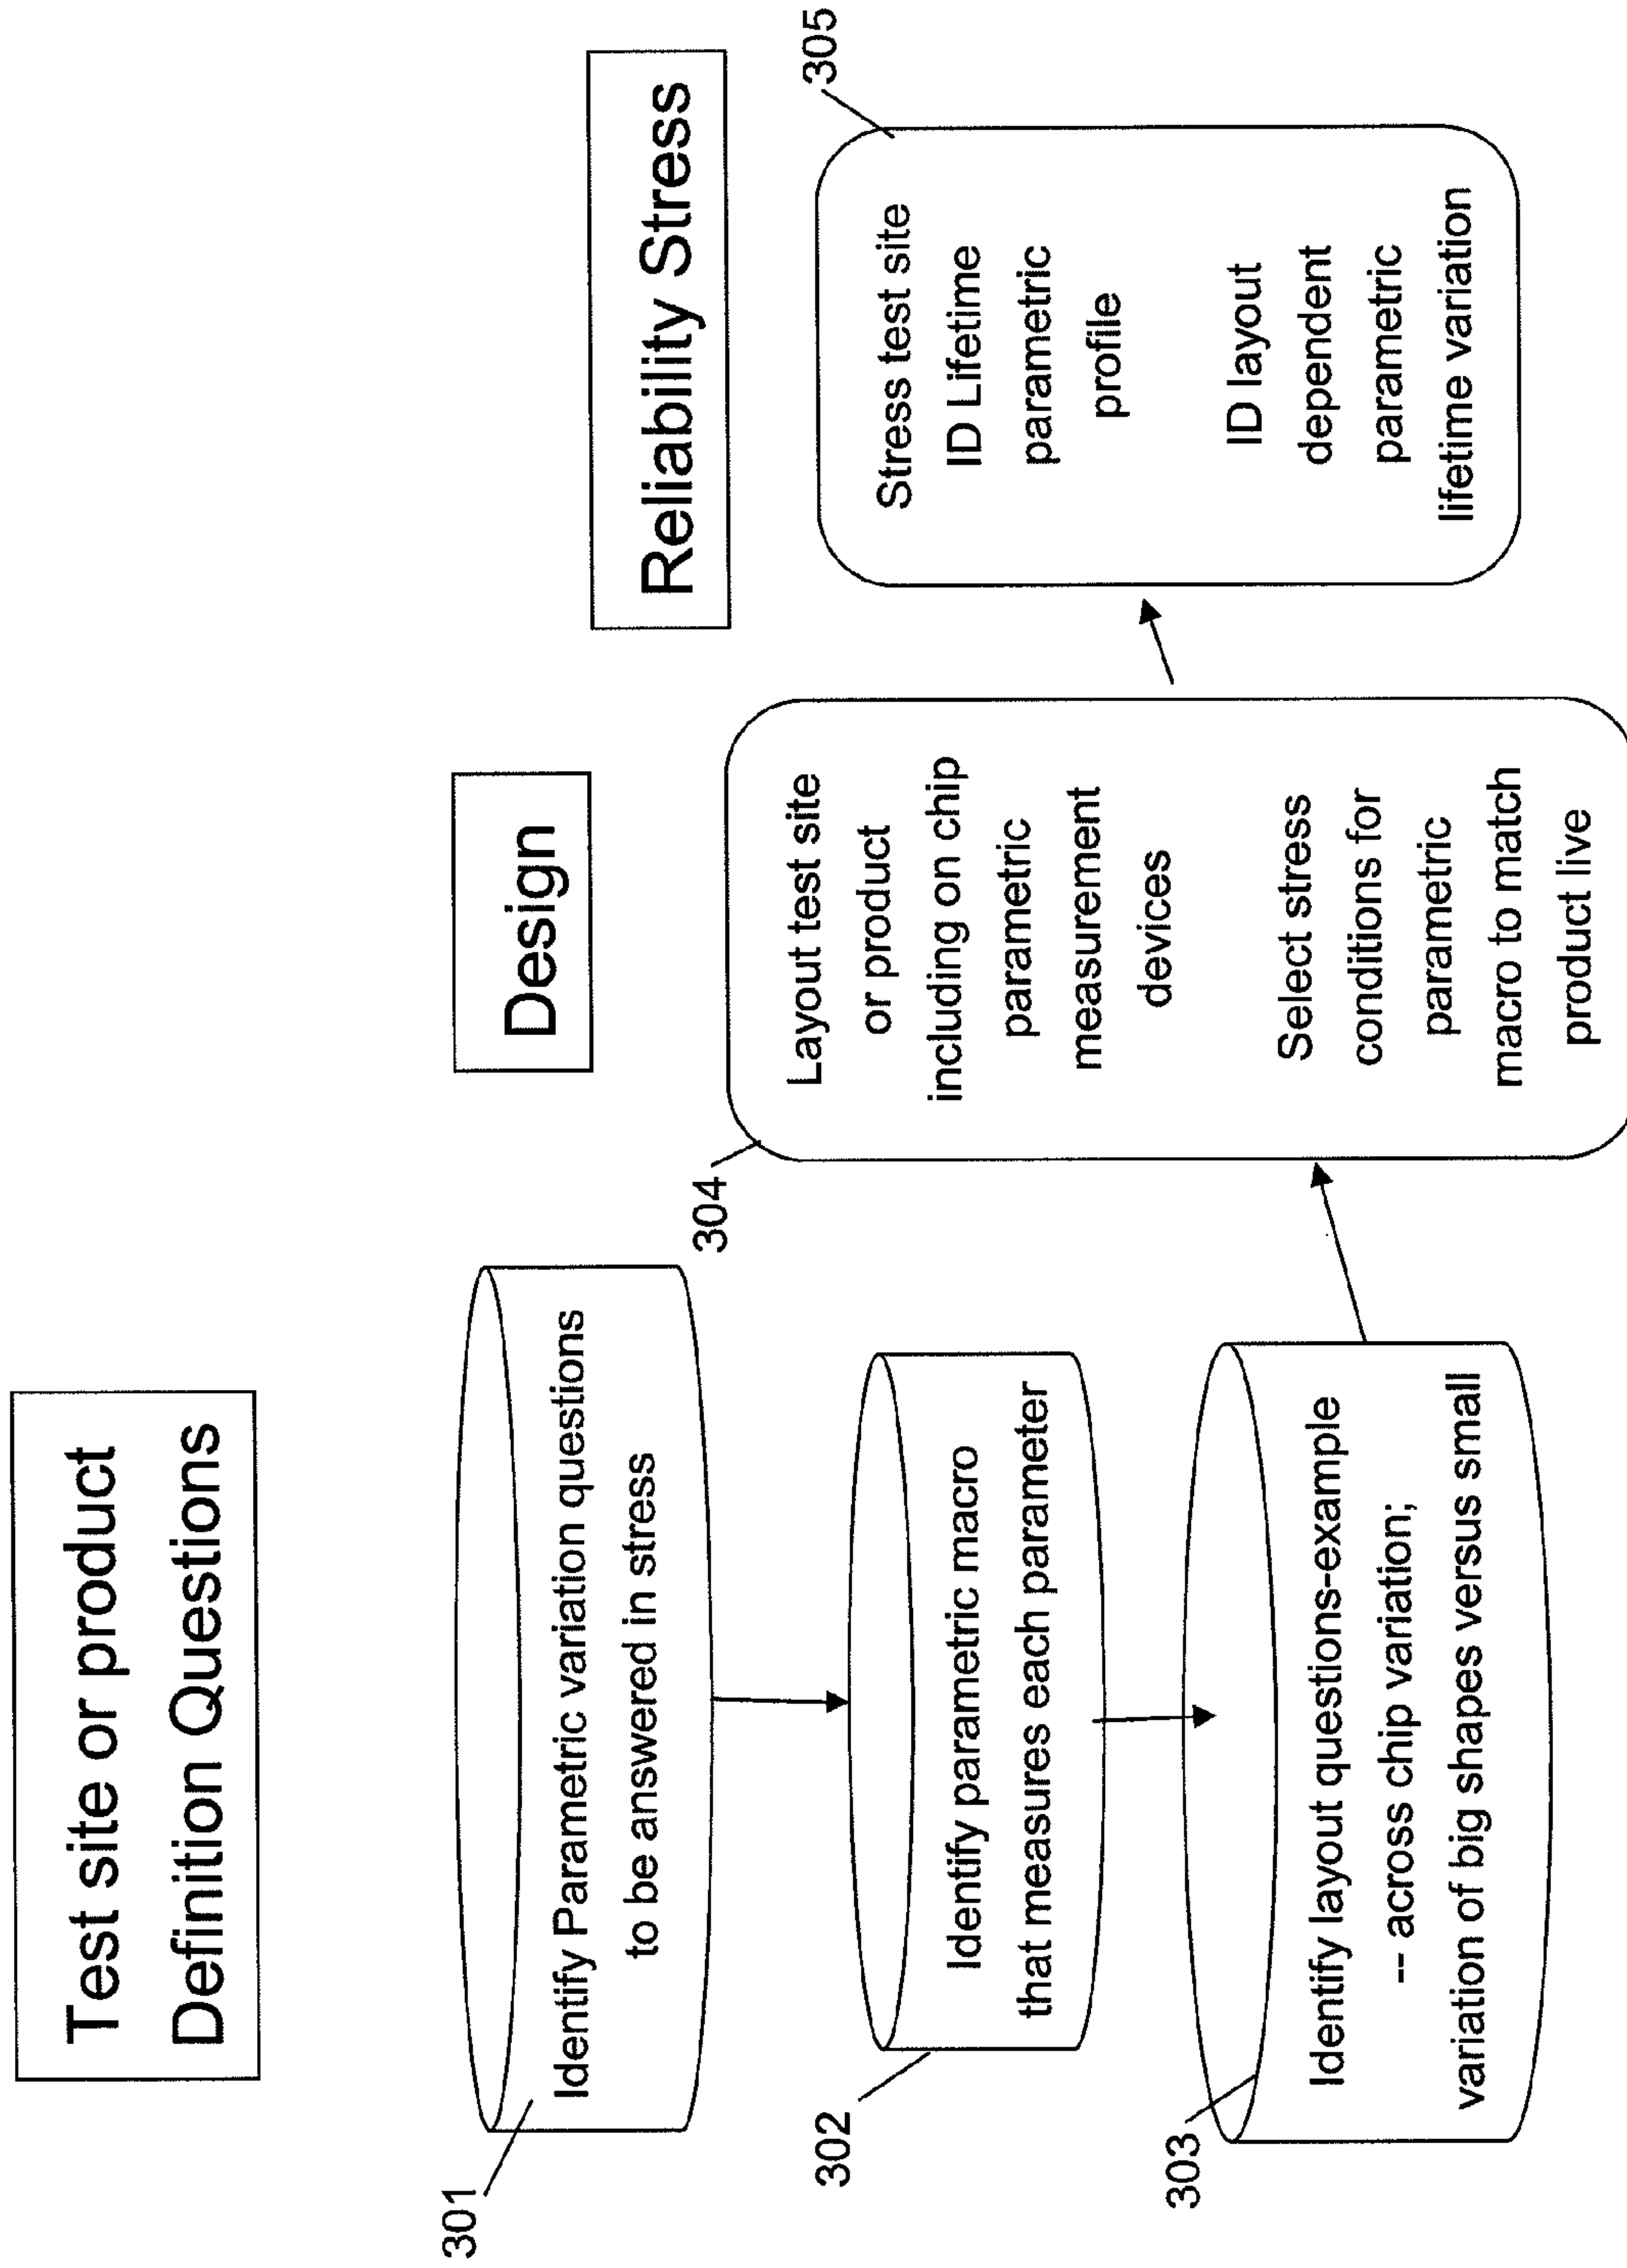 Test site or product
Definition Questions
301
Identify Parametric variation questions
to be answered in stress
302
Identify parametric macro
that measures each parameter
303
Identify layout questions-example
-- across chip variation;
variation of big shapes versus small
Design
304
Layout test site
or product
including on chip
parametric
measurement
devices
Select stress
conditions for
parametric
macro to match
product live
Reliability Stress
305
Stress test site
ID Lifetime
parametric
profile
ID layout
dependent
parametric
lifetime variation